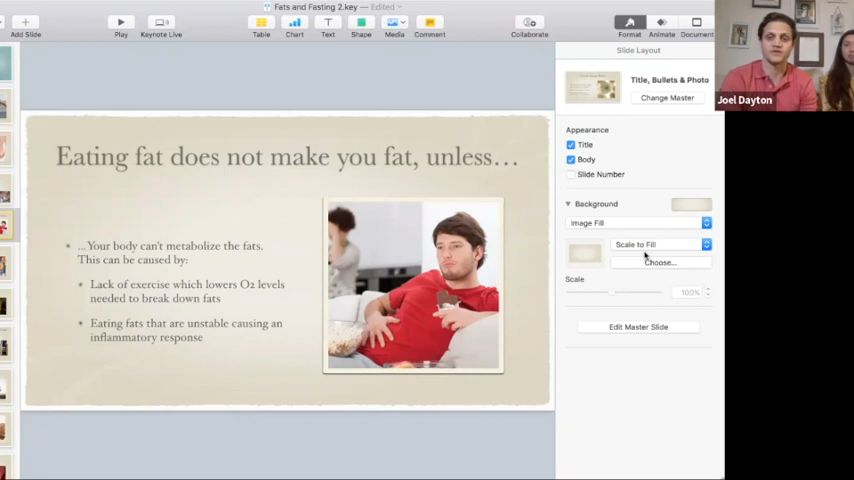 Fats and Fasting 2.key — Edited
Add Slide
Play
Keynote Live
Table
Chart
Text
Shape
Media
Comment
Collaborate
Format
Animate
Document
Slide Layout
Title, Bullets & Photo
Change Master
Appearance
Title
Body
Slide Number
Background
Image Fill
Scale to Fill
Choose...
Scale
100%
Edit Master Slide
Eating fat does not make you fat, unless…
…Your body can't metabolize the fats.
This can be caused by:
Lack of exercise which lowers O2 levels
needed to break down fats
Eating fats that are unstable causing an
inflammatory response
Joel Dayton